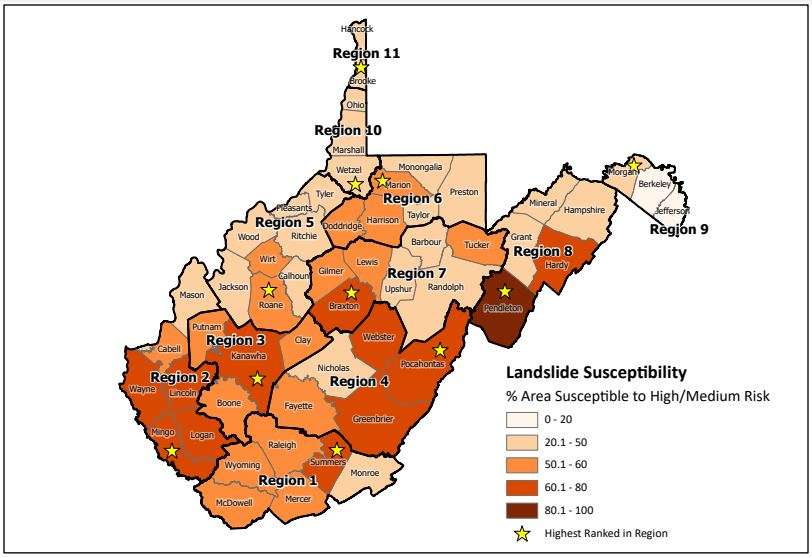 Hancock
Region 11
Brooke
Ohio
Region 10
Marshall
Wetzel
Monongalia
Marion
Preston
Morgan
Berkeley
Jefferson
Region 9
Tyler
Region 6
Pleasants
Harrison
Taylor
Mineral
Hampshire
Region 5
Doddridge
Wood
Ritchie
Barbour
Tucker
Grant
Region 8
Hardy
Wirt
Lewis
Gilmer
Region 7
Calhoun
Upshur
Randolph
Jackson
Mason
Roane
Braxton
Pendleton
Putnam
Region 3
Clay
Webster
Cabell
Kanawha
Pocahontas
Nicholas
Region 4
Region 2
Wayne
Lincoln
Boone
Fayette
Greenbrier
Mingo
Logan
Raleigh
Summers
Wyoming
Region 1
Monroe
McDowell
Mercer
Landslide Susceptibility
% Area Susceptible to High/Medium Risk
0 - 20
20.1 - 50
50.1 - 60
60.1 - 80
80.1 - 100
Highest Ranked in Region